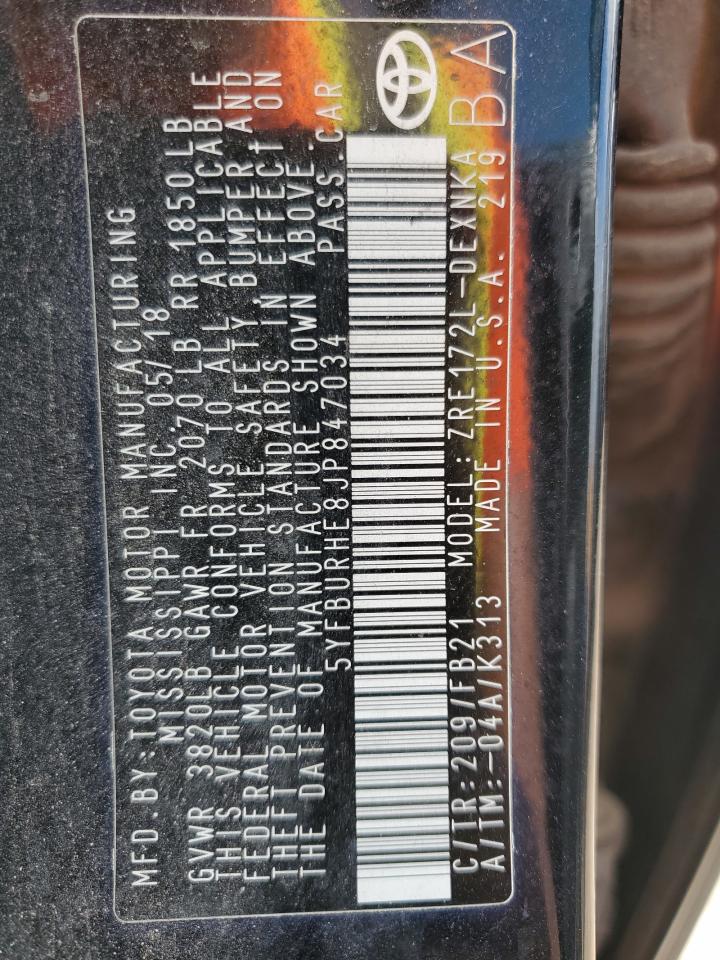 MFD.BY:TOYOTA MOTOR MANUFACTURING
MISSISSIPPI INC. 05/18
GVWR 3820LB GAWR FR 2070 LB RR 1850LB
THIS VEHICLE CONFORMS TO ALL APPLICABLE
FEDERAL MOTOR VEHICLE SAFETY, BUMPER AND
THEFT PREVENTION STANDARDS IN EFFECT ON
THE DATE OF MANUFACTURE SHOWN ABOVE.
5YFBURHE8JP847034 PASS.CAR
C/TR:209/FB21 MODEL:ZRE172L-DEXNKA
A/TM:-04A/K313 MADE IN U.S.A. 219
BA